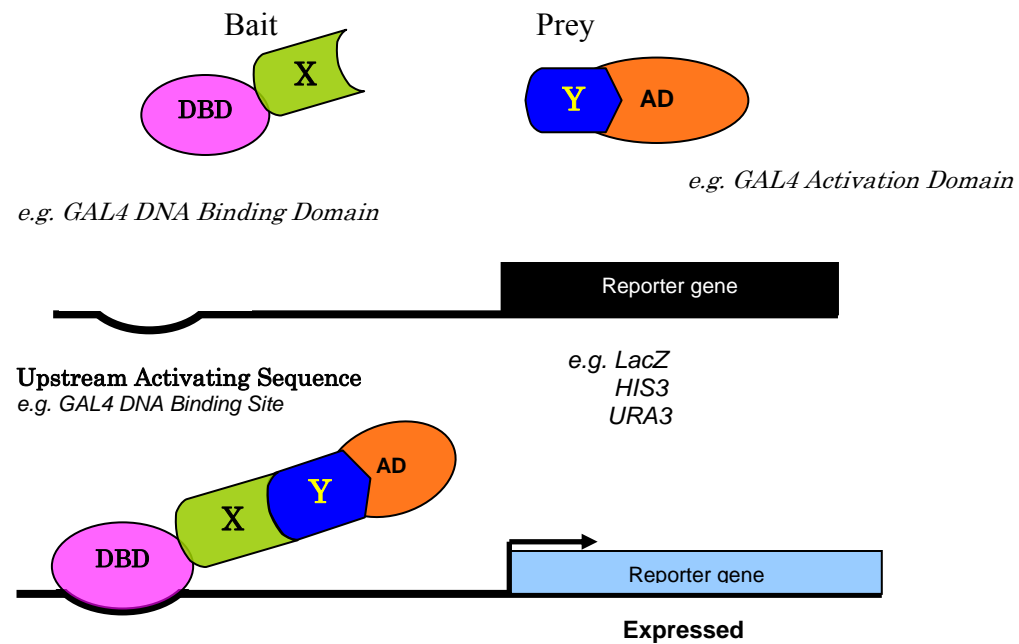 Bait
Prey
DBD
X
Y
AD
e.g. GAL4 Activation Domain
e.g. GAL4 DNA Binding Domain
Reporter gene
Upstream Activating Sequence
e.g. GAL4 DNA Binding Site
e.g. LacZ
HIS3
URA3
DBD
X
Y
AD
Reporter gene
Expressed